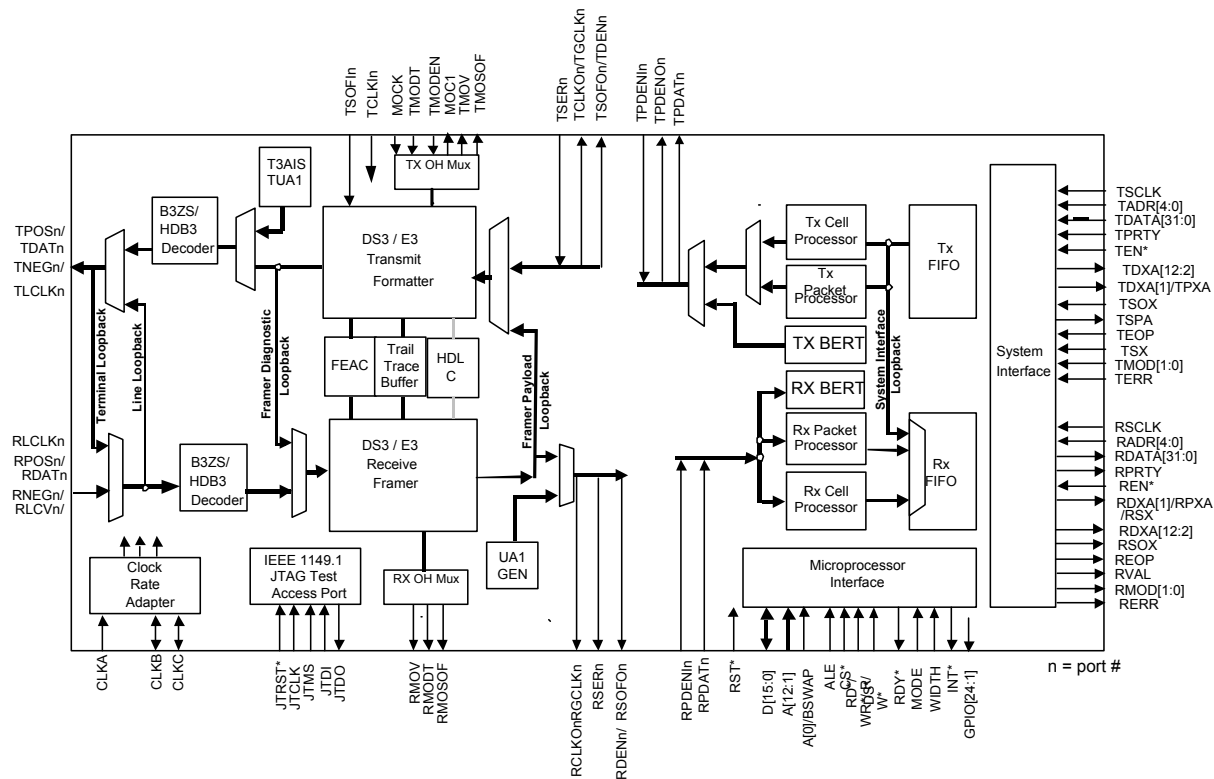 TSOFIn
TCLKIn
MOCK
TMODT
TMODEN
MOC1
TMOV
TMOSOF
TSERn
TCLKOn/TGCLKn
TSOFOn/TDENn
TPDENIn
TPDENOn
TPDATn
T3AIS
TUA1
TX OH Mux
B3ZS/
HDB3
Decoder
TPOSn/
TDATn
TNEGn/
TLCLKn
DS3 / E3
Transmit
Formatter
Tx Cell
Processor
Tx
Packet
Processor
Tx
FIFO
TX BERT
System
Interface
TSCLK
TADR[4:0]
TDATA[31:0]
TPRTY
TEN*
TDXA[12:2]
TDXA[1]/TPXA
TSOX
TSPA
TEOP
TSX
TMOD[1:0]
TERR
Terminal Loopback
Line Loopback
Framer Diagnostic
Loopback
FEAC
Trail
Trace
Buffer
HDL
C
Framer Payload
Loopback
System Interface
Loopback
RX BERT
Rx Packet
Processor
Rx Cell
Processor
Rx
FIFO
RLCLKn
RPOSn/
RDATn
RNEGn/
RLCVn/
B3ZS/
HDB3
Decoder
DS3 / E3
Receive
Framer
UA1
GEN
RSCLK
RADR[4:0]
RDATA[31:0]
RPRTY
REN*
RDXA[1]/RPXA
/RSX
RDXA[12:2]
RSOX
REOP
RVAL
RMOD[1:0]
RERR
Clock
Rate
Adapter
IEEE 1149.1
JTAG Test
Access Port
RX OH Mux
Microprocessor
Interface
CLKA
CLKB
CLKC
JTRST*
JTCLK
JTMS
JTDI
JTDO
RMOV
RMODT
RMOSOF
RCLKOnRGCLKn
RSERn
RDENn/
RSOFOn
RPDENIn
RPDATn
RST*
D[15:0]
A[12:1]
A[0]/BSWAP
ALE
CS*
RDY*
MODE
WIDTH
INT*
GPIO[24:1]
n = port #